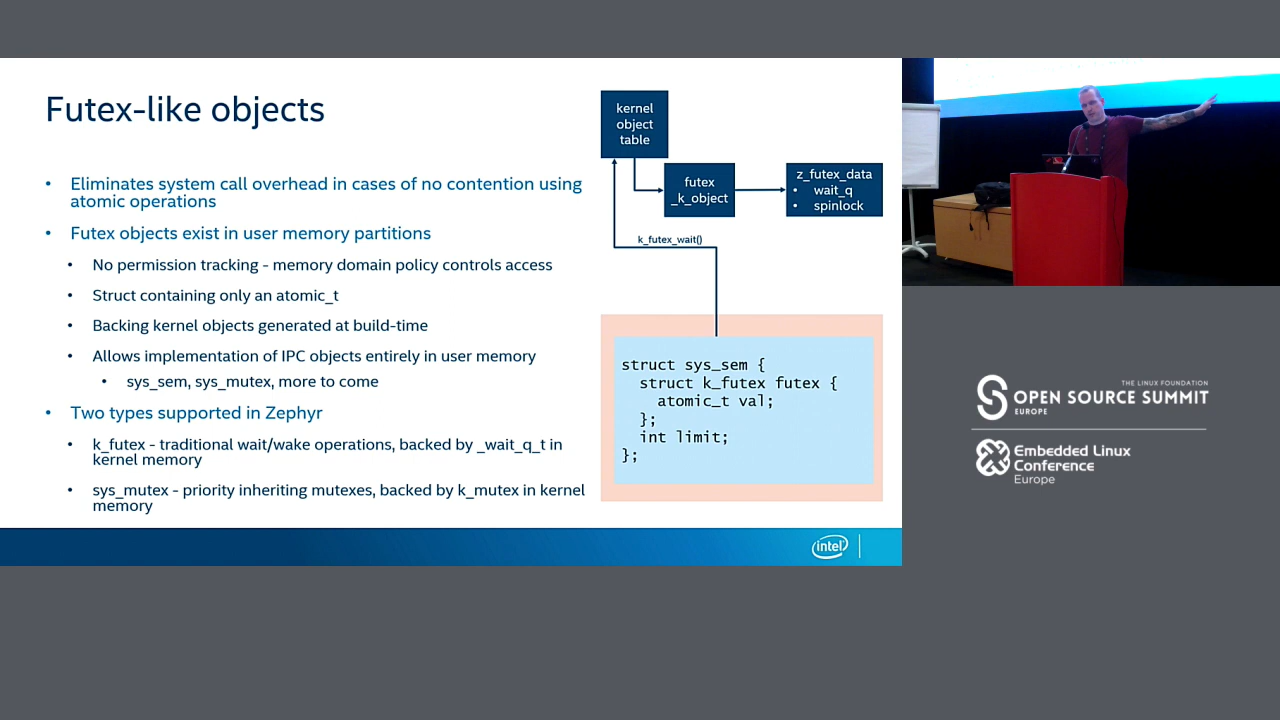 Futex-like objects
• Eliminates system call overhead in cases of no contention using
atomic operations
• Futex objects exist in user memory partitions
• No permission tracking - memory domain policy controls access
• Struct containing only an atomic_t
• Backing kernel objects generated at build-time
• Allows implementation of IPC objects entirely in user memory
• sys_sem, sys_mutex, more to come
• Two types supported in Zephyr
• k_futex - traditional wait/wake operations, backed by _wait_q_t in
kernel memory
• sys_mutex - priority inheriting mutexes, backed by k_mutex in kernel
memory
kernel
object
table
futex
_k_object
z_futex_data
• wait_q
• spinlock
k_futex_wait()
struct sys_sem {
struct k_futex futex {
atomic_t val;
};
int limit;
};
intel
THE LINUX FOUNDATION
OPEN SOURCE SUMMIT
EUROPE
Embedded Linux
Conference
Europe